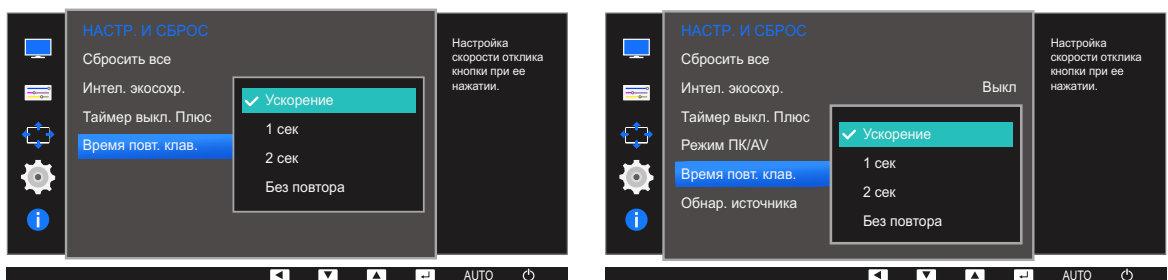 НАСТР. И СБРОС
Сбросить все
Интел. экосохр.
Таймер выкл. Плюс
Время повт. клав.
Ускорение
1 сек
2 сек
Без повтора
Настройка
скорости отклика
кнопки при ее
нажатии.
AUTO
НАСТР. И СБРОС
Сбросить все
Интел. экосохр. Выкл
Таймер выкл. Плюс
Режим ПК/AV
Время повт. клав.
Обнар. источника
Ускорение
1 сек
2 сек
Без повтора
Настройка
скорости отклика
кнопки при ее
нажатии.
AUTO